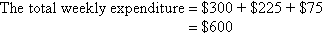 The total weekly expenditure = $300 + $225 + $75
= $600